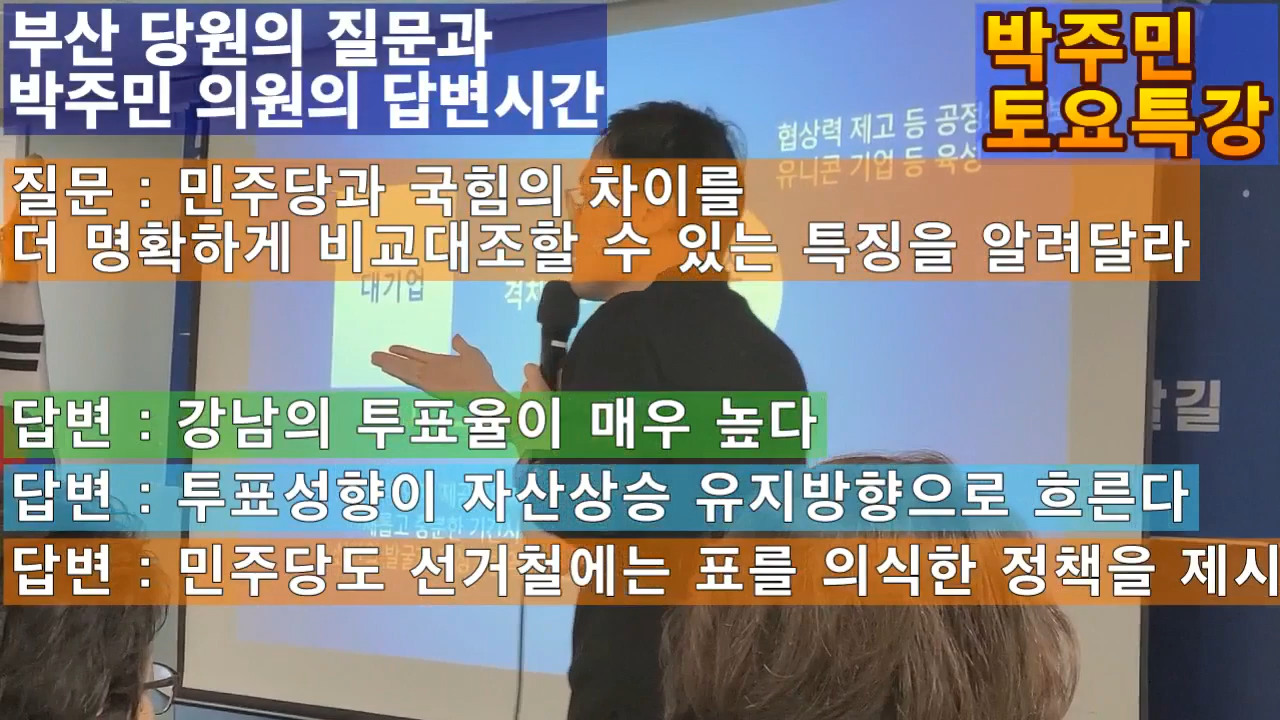 부산 당원의 질문과
박주민 의원의 답변시간
박주민
토요특강
협상력 제고 등 공정
유니콘 기업 등 육성
질문 : 민주당과 국힘의 차이를
더 명확하게 비교대조할 수 있는 특징을 알려달라
대기업
격차
답변 : 강남의 투표율이 매우 높다
답변 : 투표성향이 자산상승 유지방향으로 흐른다
답변 : 민주당도 선거철에는 표를 의식한 정책을 제시